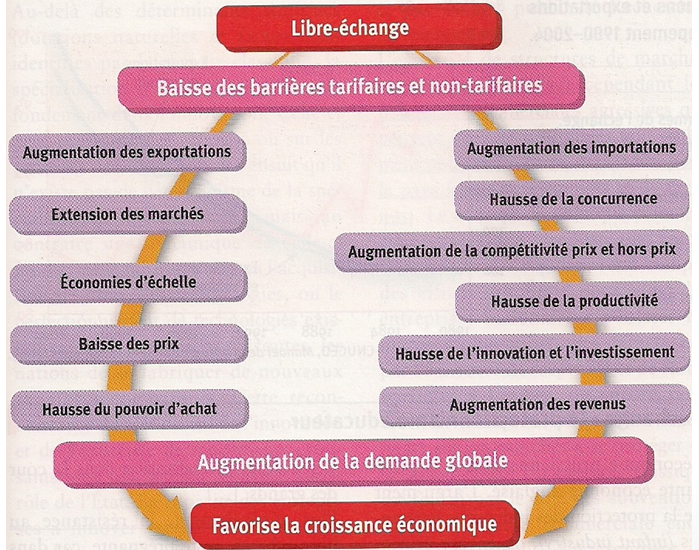 Libre-échange
Baisse des barrières tarifaires et non-tarifaires
Augmentation des exportations
Extension des marchés
Économies d'échelle
Baisse des prix
Hausse du pouvoir d'achat
Augmentation des importations
Hausse de la concurrence
Augmentation de la compétitivité prix et hors prix
Hausse de la productivité
Hausse de l'innovation et l'investissement
Augmentation des revenus
Augmentation de la demande globale
Favorise la croissance économique